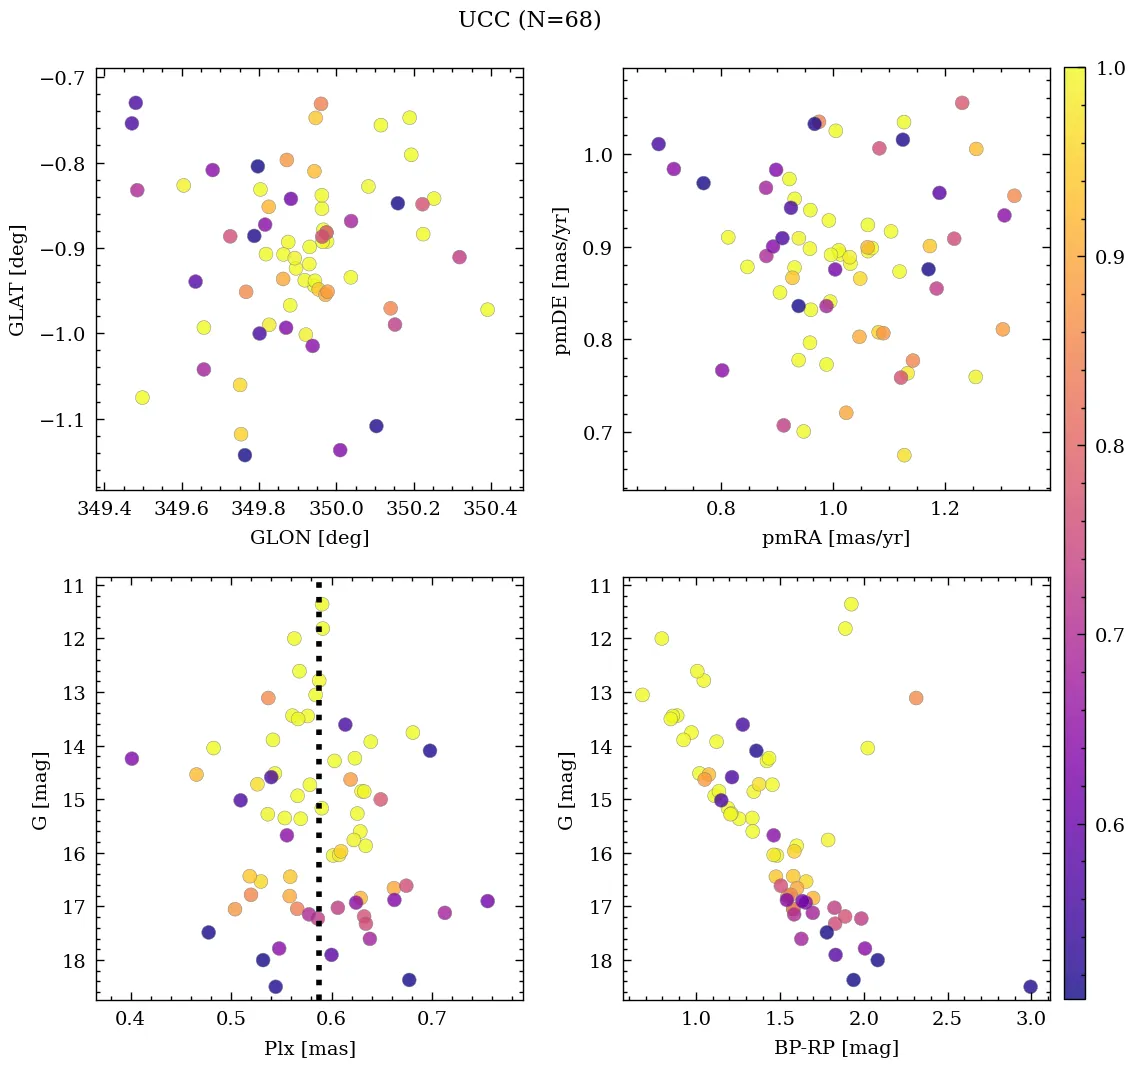 UCC (N=68)
−0.7
−0.8
−0.9
−1.0
−1.1
GLAT [deg]
349.4 349.6 349.8 350.0 350.2 350.4
GLON [deg]
1.0
0.9
0.8
0.7
pmDE [mas/yr]
0.8 1.0 1.2
pmRA [mas/yr]
1.0
0.9
0.8
0.7
0.6
11
12
13
14
15
16
17
18
G [mag]
0.4 0.5 0.6 0.7
Plx [mas]
11
12
13
14
15
16
17
18
G [mag]
1.0 1.5 2.0 2.5 3.0
BP-RP [mag]